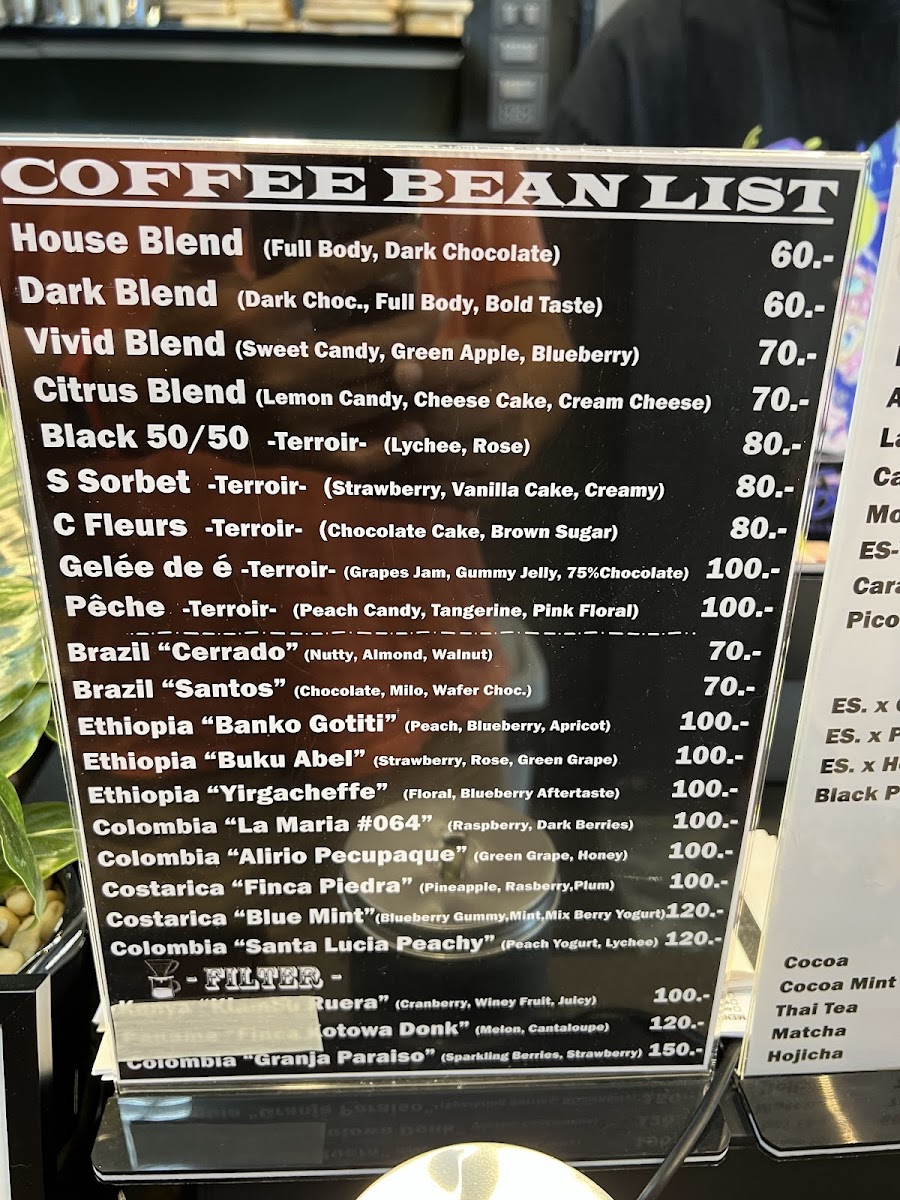 COFFEE BEAN LIST
House Blend (Full Body, Dark Chocolate) 60.-
Dark Blend (Dark Choc., Full Body, Bold Taste) 60.-
Vivid Blend (Sweet Candy, Green Apple, Blueberry) 70.-
Citrus Blend (Lemon Candy, Cheese Cake, Cream Cheese) 70.-
Black 50/50 -Terroir- (Lychee, Rose) 80.-
S Sorbet -Terroir- (Strawberry, Vanilla Cake, Creamy) 80.-
C Fleurs -Terroir- (Chocolate Cake, Brown Sugar) 80.-
Gelée de é -Terroir- (Grapes Jam, Gummy Jelly, 75%Chocolate) 100.-
Pêche -Terroir- (Peach Candy, Tangerine, Pink Floral) 100.-
Brazil “Cerrado” (Nutty, Almond, Walnut) 70.-
Brazil “Santos” (Chocolate, Milo, Wafer Choc.) 70.-
Ethiopia “Banko Gotiti” (Peach, Blueberry, Apricot) 100.-
Ethiopia “Buku Abel” (Strawberry, Rose, Green Grape) 100.-
Ethiopia “Yirgacheffe” (Floral, Blueberry Aftertaste) 100.-
Colombia “La Maria #064” (Raspberry, Dark Berries) 100.-
Colombia “Alirio Pecupaque” (Green Grape, Honey) 100.-
Costarica “Finca Piedra” (Pineapple, Rasberry,Plum) 100.-
Costarica “Blue Mint” (Blueberry Gummy,Mint,Mix Berry Yogurt) 120.-
Colombia “Santa Lucia Peachy” (Peach Yogurt, Lychee) 120.-
- FILTER -
Ruera” (Cranberry, Winey Fruit, Juicy) 100.-
Kotowa Donk” (Melon, Cantaloupe) 120.-
Colombia “Granja Paraiso” (Sparkling Berries, Strawberry) 150.-
ES. x
ES. x
ES. x
Black
Cocoa
Cocoa Mint
Thai Tea
Matcha
Hojicha